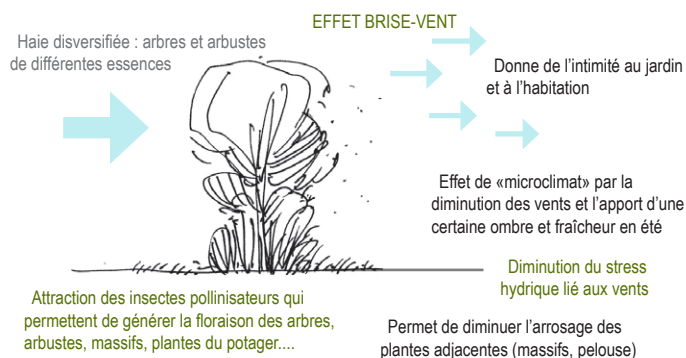 EFFET BRISE-VENT
Haie disversifiée : arbres et arbustes
de différentes essences
Donne de l'intimité au jardin
et à l'habitation
Effet de «microclimat» par la
diminution des vents et l'apport d'une
certaine ombre et fraîcheur en été
Diminution du stress
hydrique lié aux vents
Attraction des insectes pollinisateurs qui
permettent de générer la floraison des arbres,
arbustes, massifs, plantes du potager....
Permet de diminuer l'arrosage des
plantes adjacentes (massifs, pelouse)